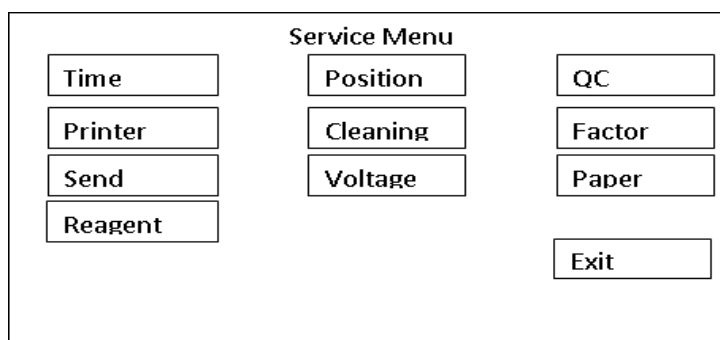 Service Menu
Time Position QC
Printer Cleaning Factor
Send Voltage Paper
Reagent
Exit